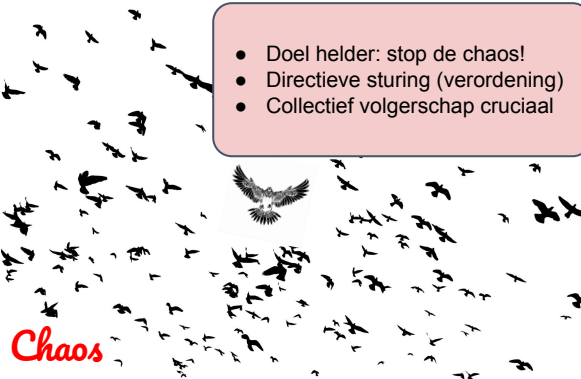 ● Doel helder: stop de chaos!
● Directieve sturing (verordening)
● Collectief volgerschap cruciaal
Chaos